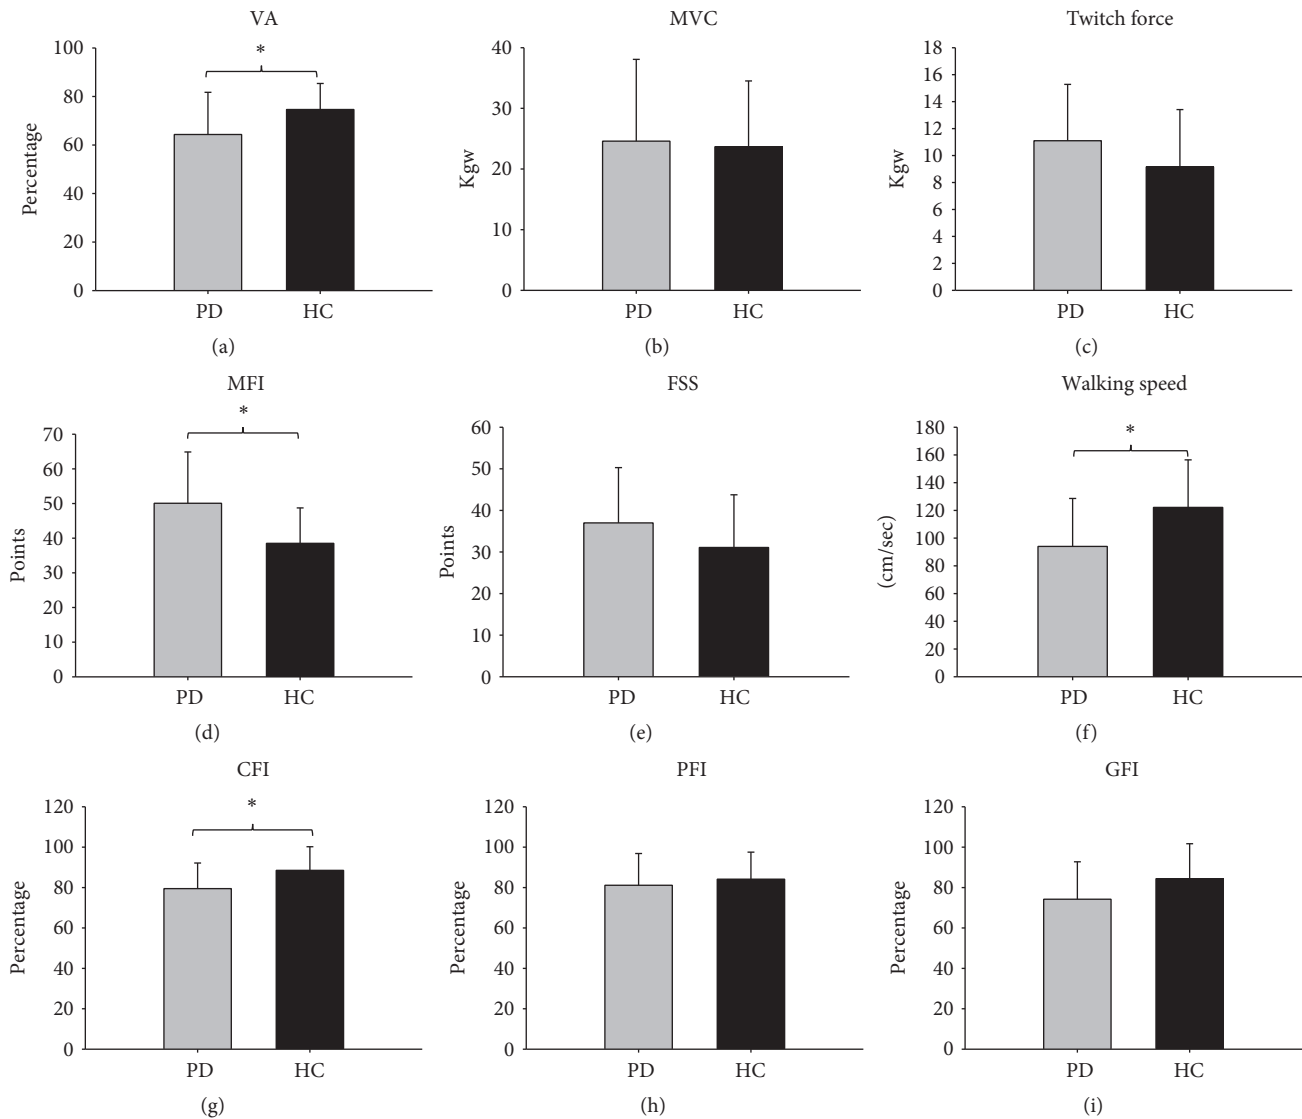 VA
*
100
80
60
40
20
0
Percentage
PD HC
(a)
MVC
40
30
20
10
0
Kgw
PD HC
(b)
Twitch force
18
16
14
12
10
8
6
4
2
0
Kgw
PD HC
(c)
MFI
*
70
60
50
40
30
20
10
0
Points
PD HC
(d)
FSS
60
50
40
30
20
10
0
Points
PD HC
(e)
Walking speed
*
180
160
140
120
100
80
60
40
20
0
(cm/sec)
PD HC
(f)
CFI
*
120
100
80
60
40
20
0
Percentage
PD HC
(g)
PFI
120
100
80
60
40
20
0
Percentage
PD HC
(h)
GFI
120
100
80
60
40
20
0
Percentage
PD HC
(i)